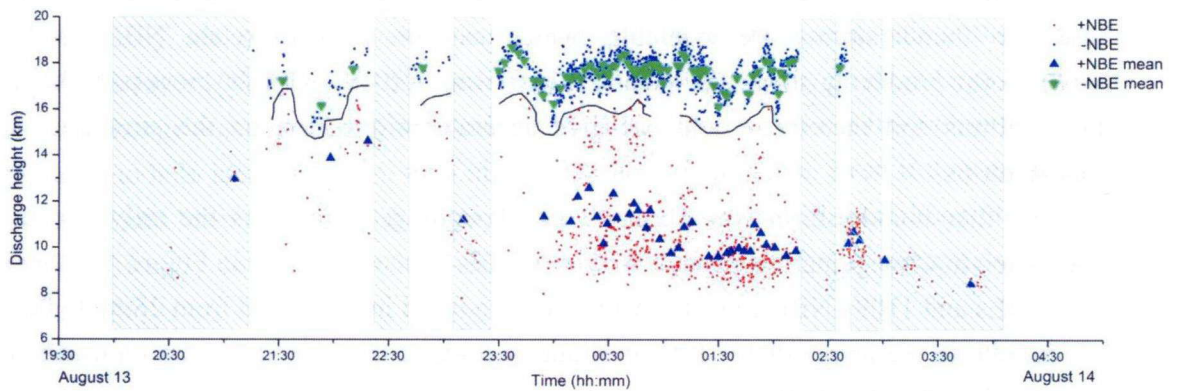 20
18
16
14
12
10
8
6
Discharge height (km)
19:30
20:30
21:30
22:30
23:30
00:30
01:30
02:30
03:30
04:30
August 13
Time (hh:mm)
August 14
+NBE
-NBE
+NBE mean
-NBE mean